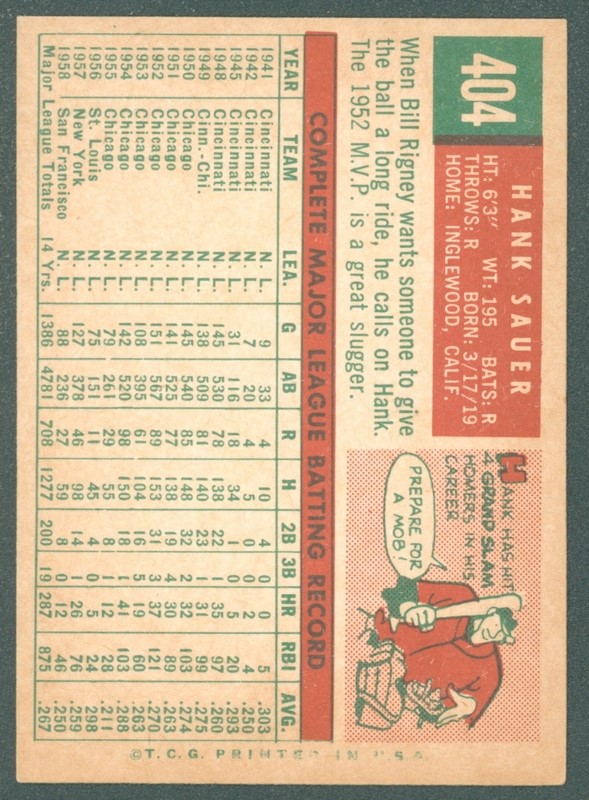 404
HANK SAUER
HT: 6'3" WT: 195 BATS: R
THROWS: R BORN: 3/17/19
HOME: INGLEWOOD, CALIF.
When Bill Rigney wants someone to give
the ball a long ride, he calls on Hank.
The 1952 M.V.P. is a great slugger.
HANK HAS HIT
4 GRAND SLAM
HOMERS IN HIS
CAREER
PREPARE FOR
A MOB!
COMPLETE MAJOR LEAGUE BATTING RECORD
YEAR TEAM LEA. G AB R H 2B 3B HR RBI AVG.
1941 Cincinnati N. L. 9 33 4 10 4 0 0 5 .303
1942 Cincinnati N. L. 7 20 4 5 0 0 2 4 .250
1945 Cincinnati N. L. 31 116 18 34 1 0 5 20 .293
1948 Cincinnati N. L. 145 530 78 138 22 1 35 97 .260
1949 Cinn.-Chi. N. L. 138 509 81 140 23 1 31 99 .275
1950 Chicago N. L. 145 540 85 148 32 2 32 103 .274
1951 Chicago N. L. 141 525 77 138 19 4 30 89 .263
1952 Chicago N. L. 151 567 89 153 31 3 37 121 .270
1953 Chicago N. L. 108 395 61 104 16 5 19 60 .263
1954 Chicago N. L. 142 520 98 150 18 1 41 103 .288
1955 Chicago N. L. 79 261 29 55 8 1 12 28 .211
1956 St. Louis N. L. 75 151 11 45 4 0 5 24 .298
1957 New York N. L. 127 378 46 98 14 1 26 76 .259
1958 San Francisco N. L. 88 236 27 59 8 0 12 46 .250
Major League Totals 14 Yrs. 1386 4781 708 1277 200 19 287 875 .267
©T.C.G. PRINTED IN U.S.A.